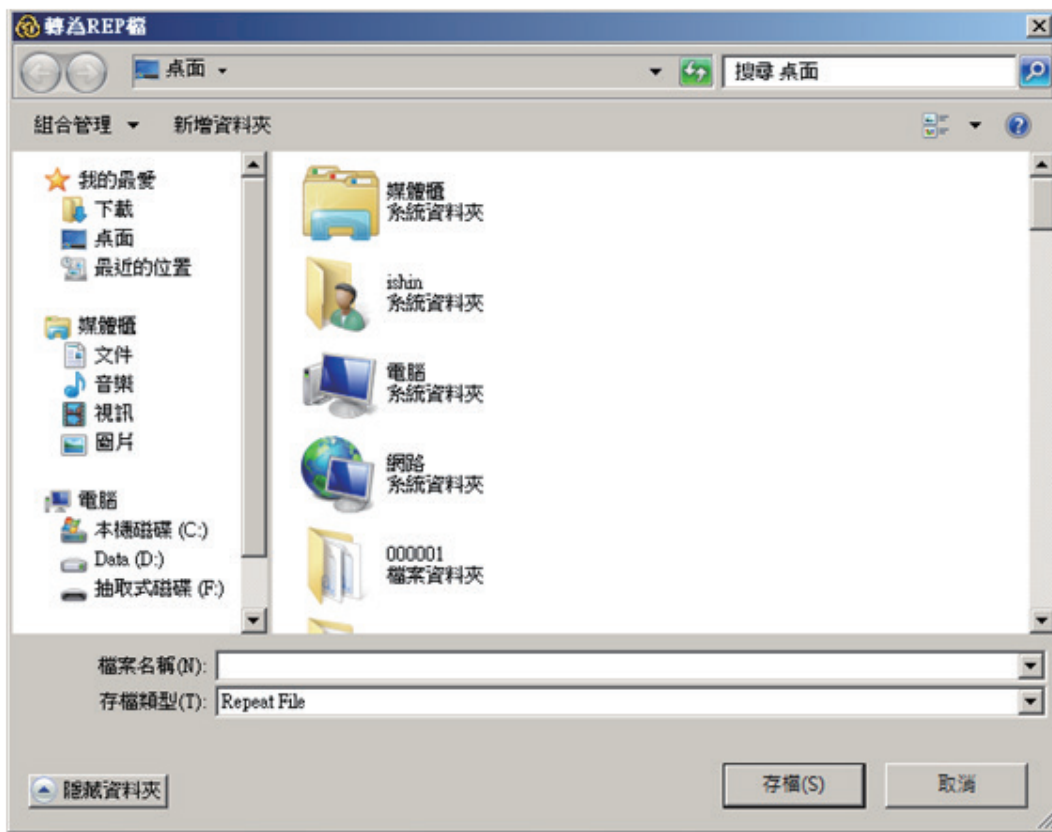 轉為REP檔
桌面
搜尋 桌面
組合管理 新增資料夾
我的最愛
下載
桌面
最近的位置
媒體櫃
文件
音樂
視訊
圖片
電腦
本機磁碟 (C:)
Data (D:)
抽取式磁碟 (F:)
媒體櫃
系統資料夾
ishin
系統資料夾
電腦
系統資料夾
網路
系統資料夾
000001
檔案資料夾
檔案名稱(N):
存檔類型(T): Repeat File
隱藏資料夾
存檔(S)
取消